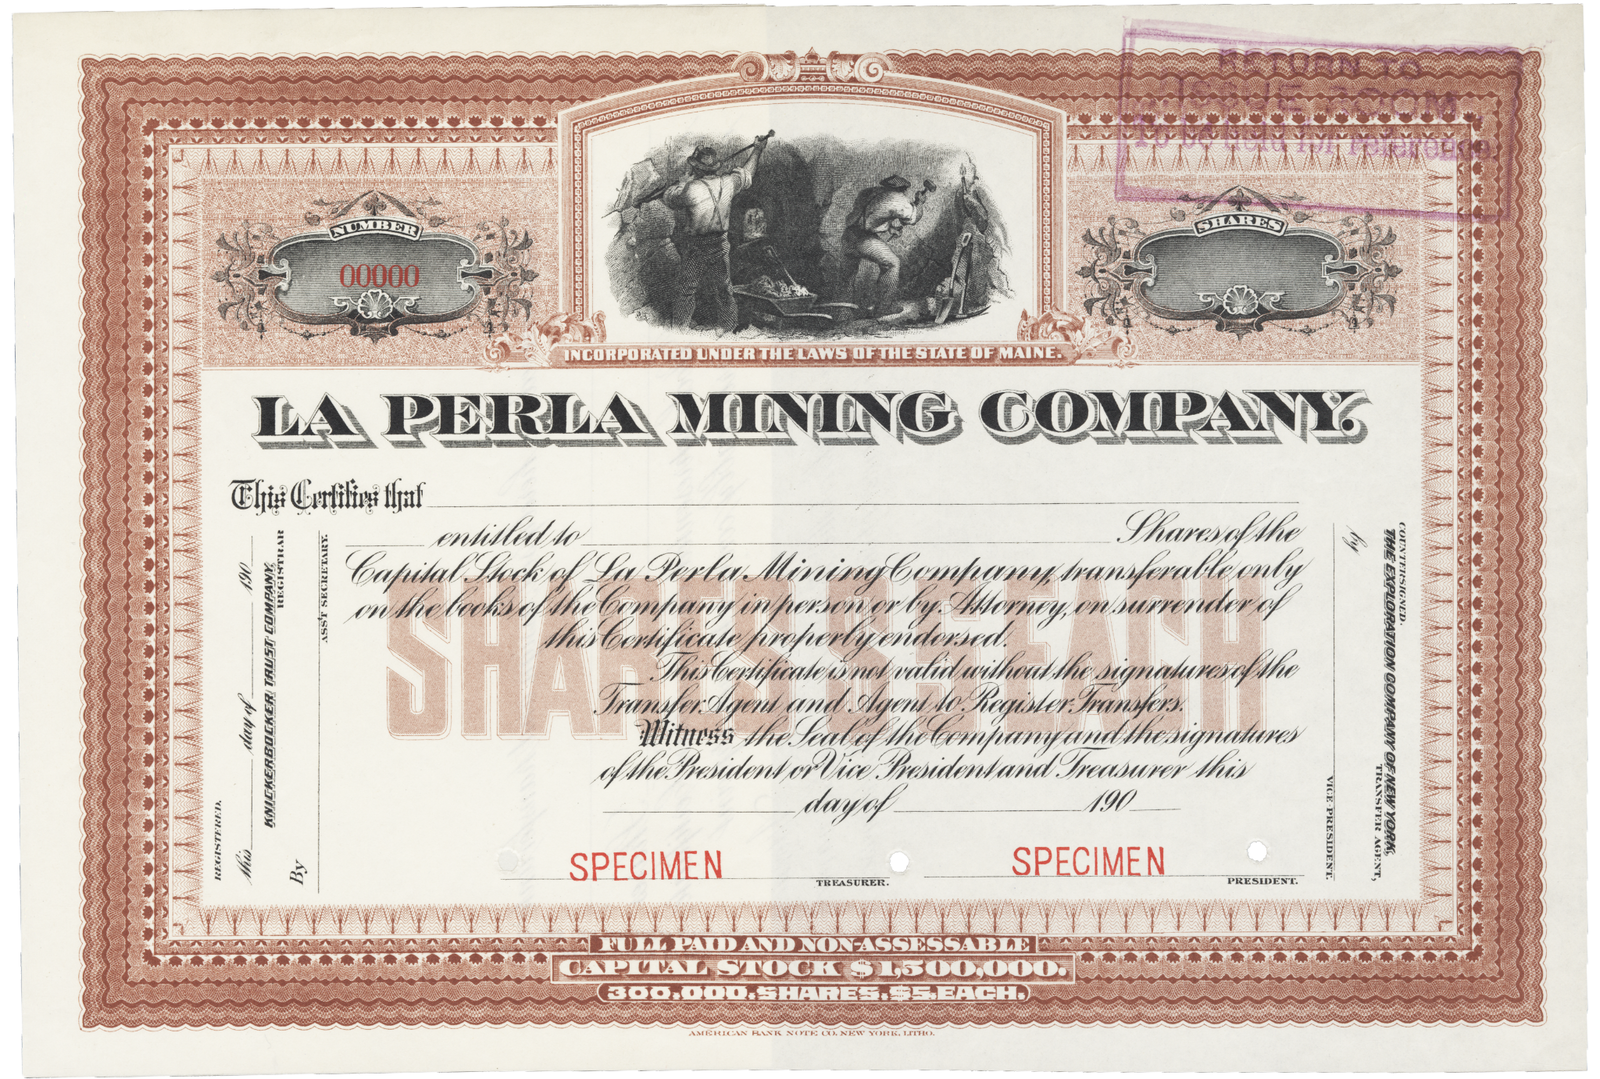 RETURN TO
To be held for reference
NUMBER
00000
SHARES
INCORPORATED UNDER THE LAWS OF THE STATE OF MAINE.
LA PERLA MINING COMPANY.
This Certifies that
entitled to Shares of the
Capital Stock of La Perla Mining Company, transferable only
on the books of the Company in person or by Attorney, on surrender of
this Certificate properly endorsed.
This Certificate is not valid without the signatures of the
Transfer Agent and Agent to Register Transfers.
Witness the Seal of the Company and the signatures
of the President or Vice President and Treasurer this
day of 190
SHARES $5 EACH
SPECIMEN
TREASURER.
SPECIMEN
PRESIDENT.
REGISTERED.
this day of 190
KNICKERBOCKER TRUST COMPANY,
REGISTRAR
By
ASS'T SECRETARY.
COUNTERSIGNED.
THE EXPLORATION COMPANY OF NEW YORK,
TRANSFER AGENT,
by
VICE PRESIDENT.
FULL PAID AND NON-ASSESSABLE
CAPITAL STOCK $1,500,000.
300,000, SHARES, $5, EACH.
AMERICAN BANK NOTE CO. NEW YORK, LITHO.